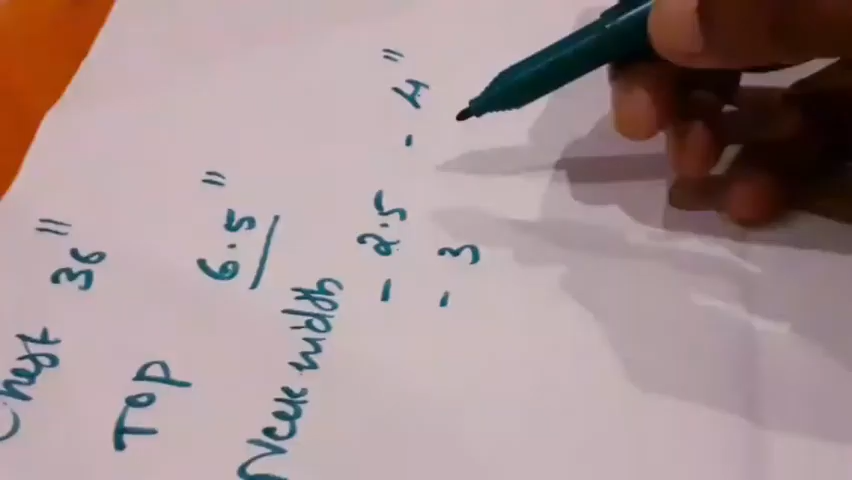 Chest 36"
Top 6.5"
Neck width
- 2.5 - 4"
- 3